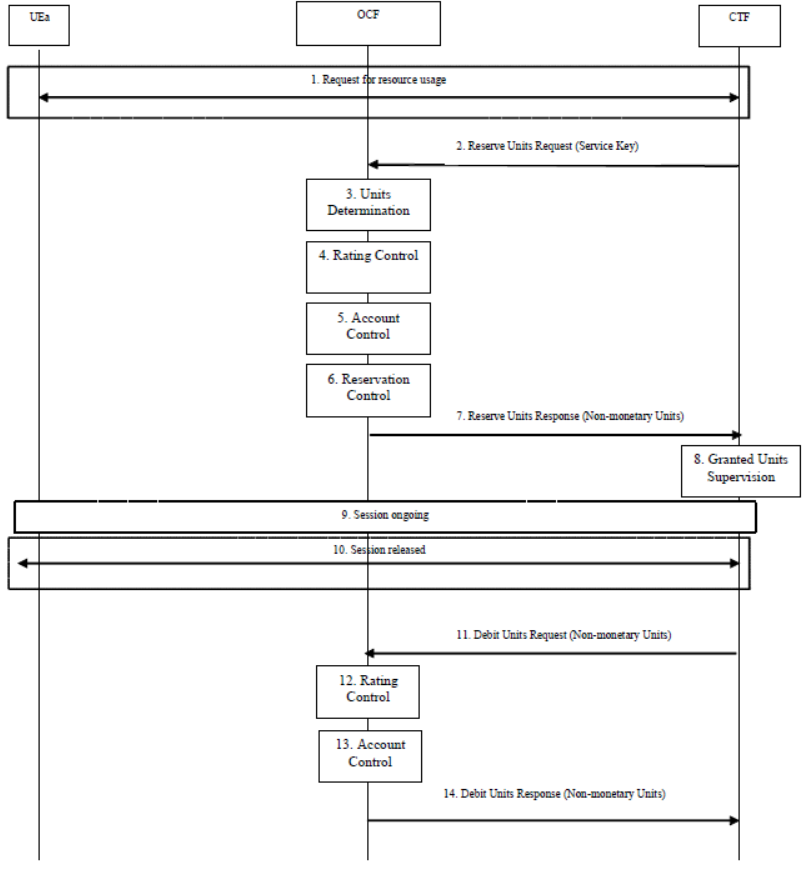 UEa
OCF
CTF
1. Request for resource usage
2. Reserve Units Request (Service Key)
3. Units
Determination
4. Rating Control
5. Account
Control
6. Reservation
Control
7. Reserve Units Response (Non-monetary Units)
8. Granted Units
Supervision
9. Session ongoing
10. Session released
11. Debit Units Request (Non-monetary Units)
12. Rating
Control
13. Account
Control
14. Debit Units Response (Non-monetary Units)